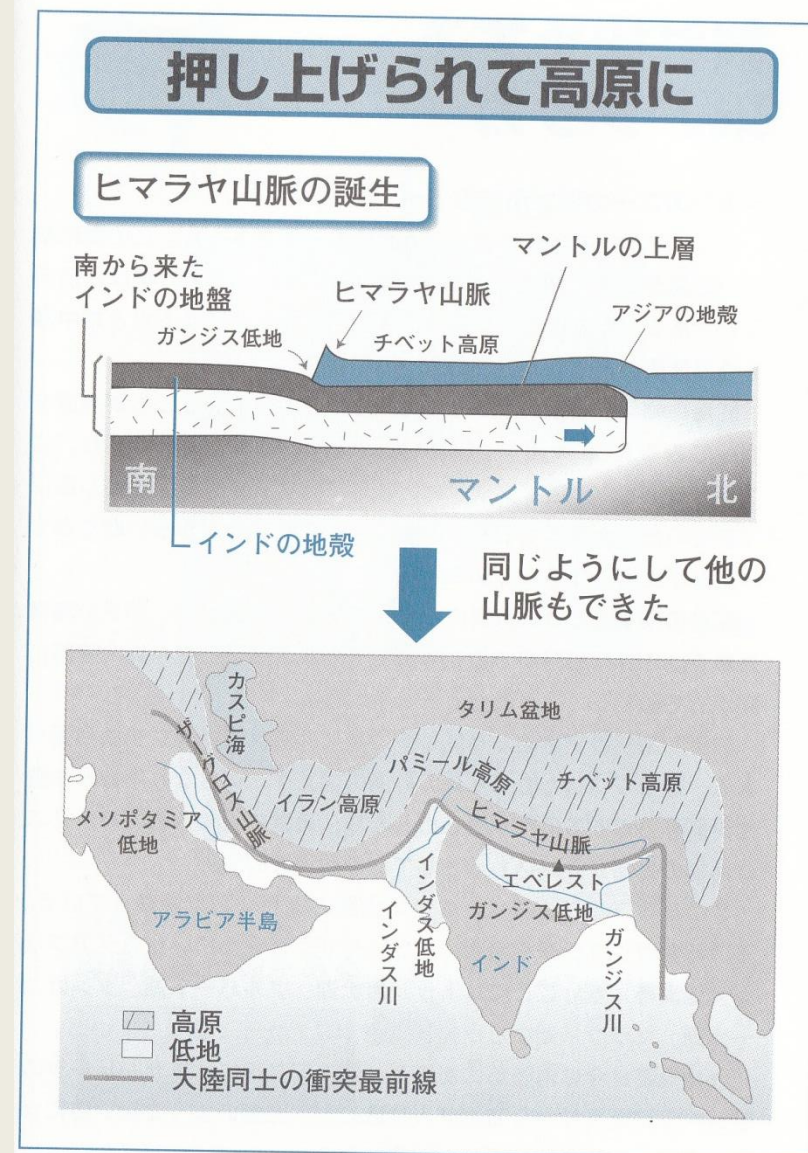 押し上げられて高原に
ヒマラヤ山脈の誕生
南から来た
インドの地盤
マントルの上層
ヒマラヤ山脈
アジアの地殻
ガンジス低地
チベット高原
南
マントル
北
インドの地殻
同じようにして他の
山脈もできた
カスピ海
タリム盆地
ザーグロス山脈
パミール高原
チベット高原
イラン高原
メソポタミア
低地
ヒマラヤ山脈
エベレスト
インダス低地
インダス川
ガンジス低地
アラビア半島
インド
ガンジス川
高原
低地
大陸同士の衝突最前線